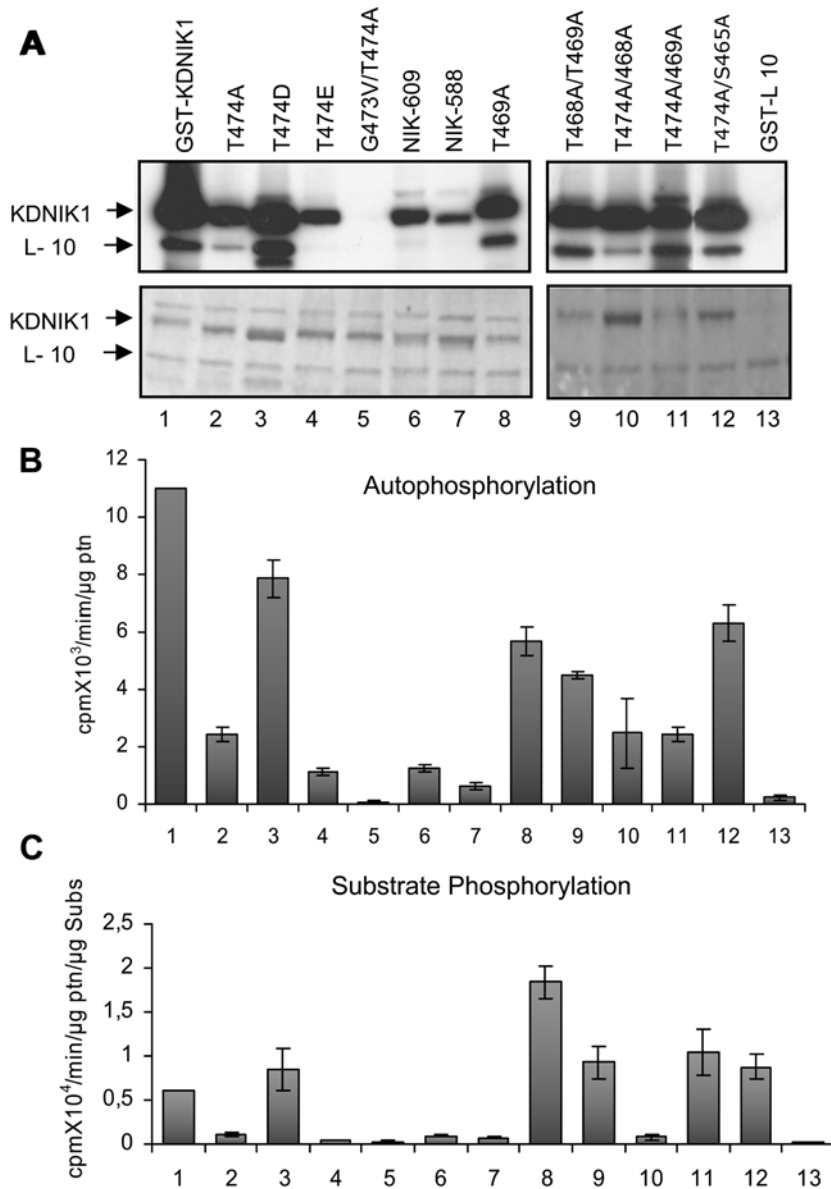 A
GST-KDNIK1
T474A
T474D
T474E
G473V/T474A
NIK-609
NIK-588
T469A
T468A/T469A
T474A/468A
T474A/469A
T474A/S465A
GST-L 10
KDNIK1
L- 10
KDNIK1
L- 10
1 2 3 4 5 6 7 8 9 10 11 12 13
B
Autophosphorylation
cpmX10³/mim/µg ptn
12
10
8
6
4
2
0
1 2 3 4 5 6 7 8 9 10 11 12 13
C
Substrate Phosphorylation
cpmX10⁴/min/µg ptn/µg Subs
2,5
2
1,5
1
0,5
0
1 2 3 4 5 6 7 8 9 10 11 12 13